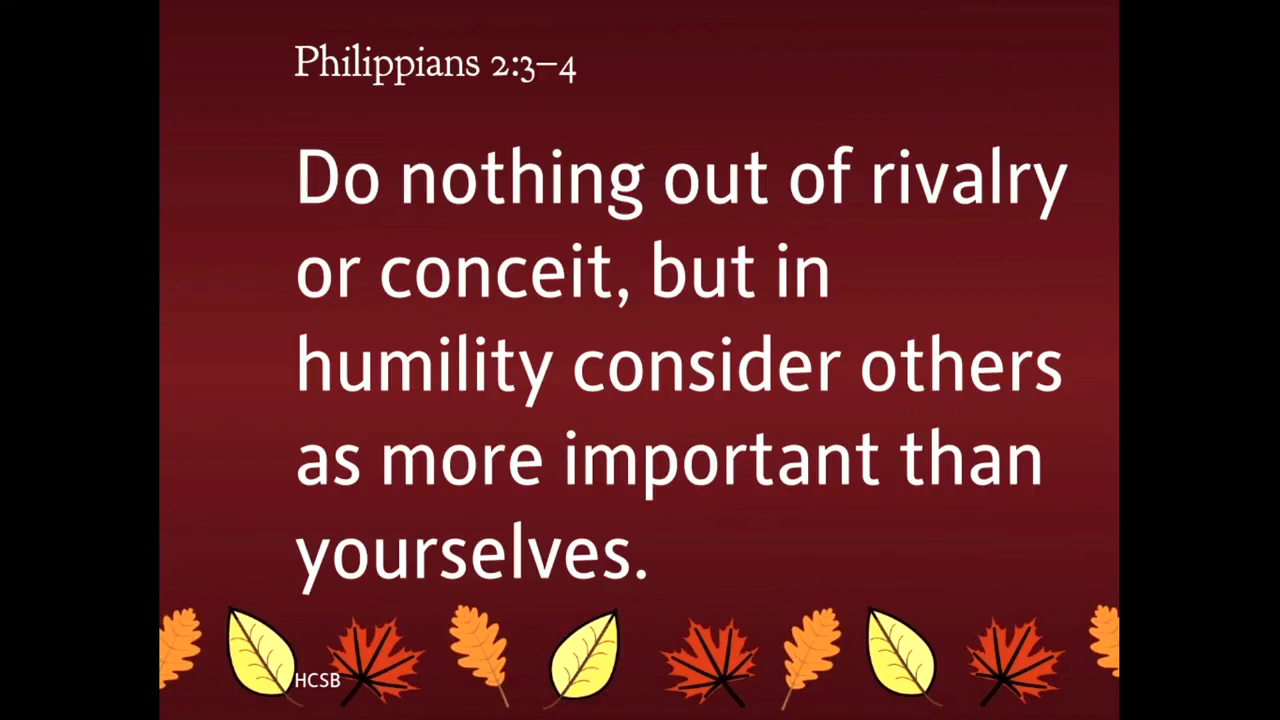 Philippians 2:3–4
Do nothing out of rivalry
or conceit, but in
humility consider others
as more important than
yourselves.
HCSB